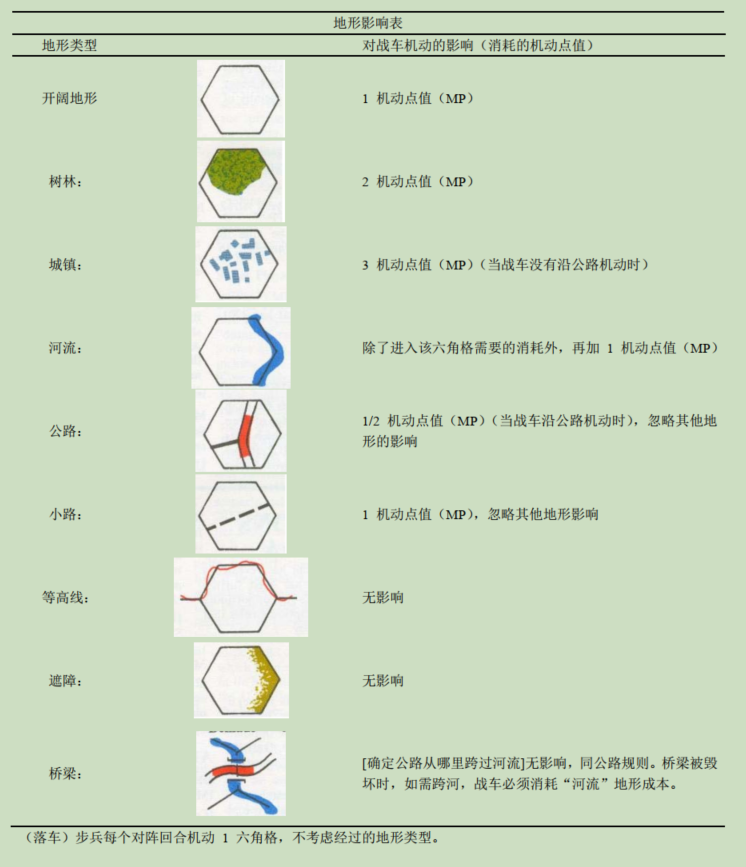 地形影响表
地形类型 对战车机动的影响（消耗的机动点值）
开阔地形 1 机动点值（MP）
树林： 2 机动点值（MP）
城镇： 3 机动点值（MP）（当战车没有沿公路机动时）
河流： 除了进入该六角格需要的消耗外，再加 1 机动点值（MP）
公路： 1/2 机动点值（MP）（当战车沿公路机动时），忽略其他地
形的影响
小路： 1 机动点值（MP），忽略其他地形影响
等高线： 无影响
遮障： 无影响
桥梁： [确定公路从哪里跨过河流]无影响，同公路规则。桥梁被毁
坏时，如需跨河，战车必须消耗“河流”地形成本。
（落车）步兵每个对阵回合机动 1 六角格，不考虑经过的地形类型。